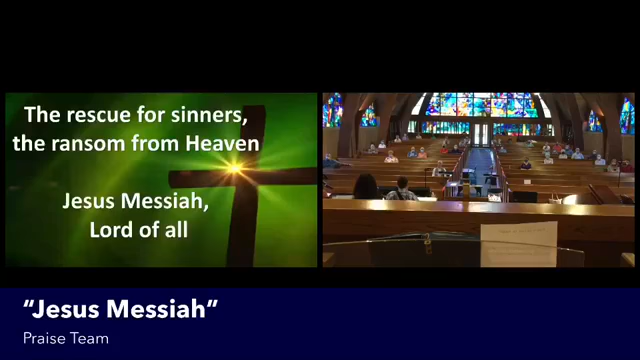 The rescue for sinners,
the ransom from Heaven
Jesus Messiah,
Lord of all
“Jesus Messiah”
Praise Team